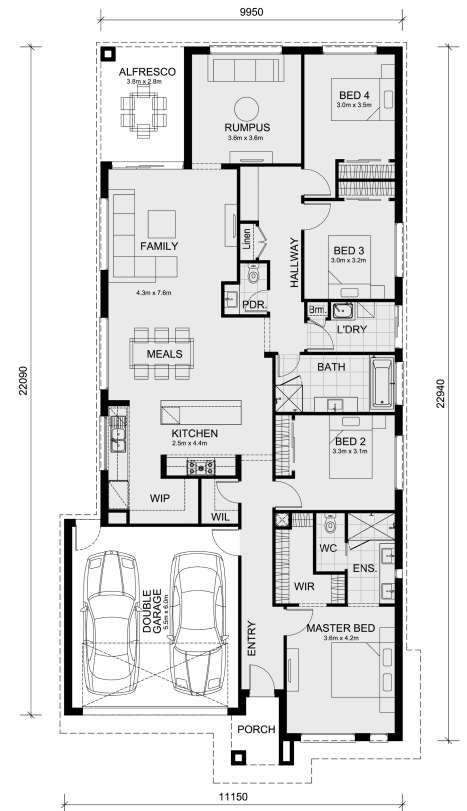 9950
22090
22940
ALFRESCO
3.8m x 2.8m
RUMPUS
3.6m x 3.6m
BED 4
3.0m x 3.5m
FAMILY
4.3m x 7.6m
Linen
HALLWAY
BED 3
3.0m x 3.2m
PDR.
Brm.
L'DRY
MEALS
BATH
KITCHEN
2.5m x 4.4m
BED 2
3.3m x 3.1m
WIP
WIL
WC
ENS.
WIR
DOUBLE
GARAGE
5.5m x 6.0m
ENTRY
MASTER BED
3.6m x 4.2m
PORCH
11150